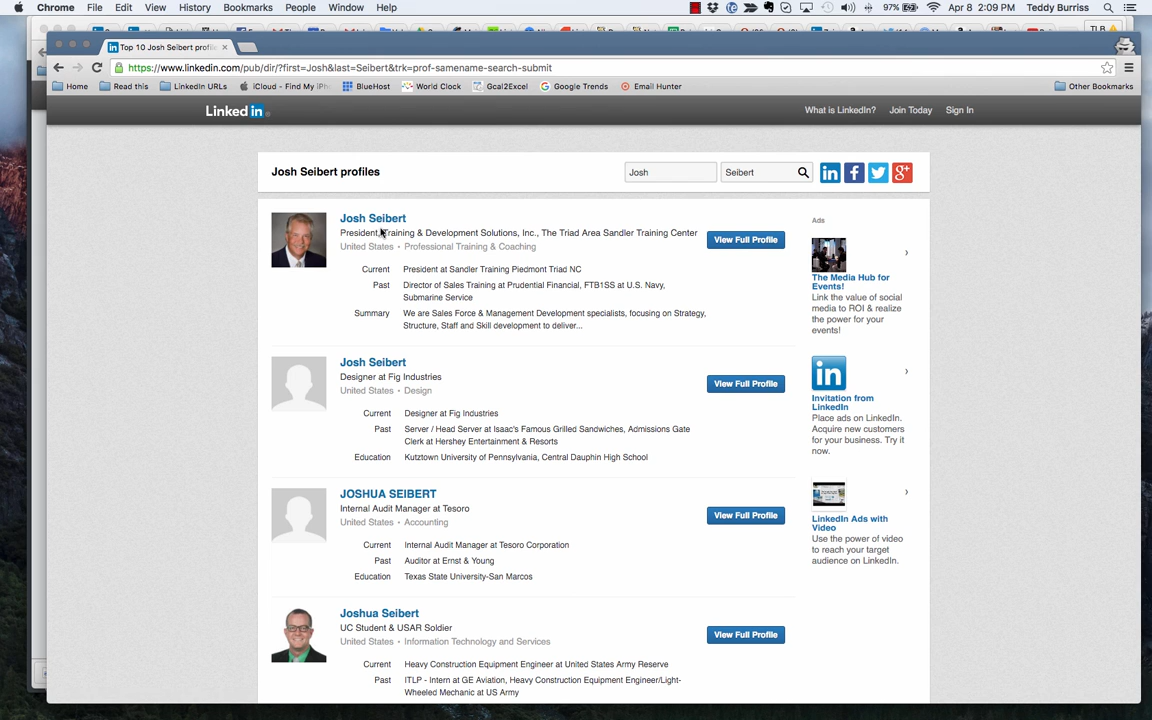 Chrome File Edit View History Bookmarks People Window Help 97% Apr 8 2:09 PM Teddy Burriss
Top 10 Josh Seibert profile
https://www.linkedin.com/pub/dir/?first=Josh&last=Seibert&trk=prof-samename-search-submit
Home Read this LinkedIn URLs iCloud - Find My iPh BlueHost World Clock Gcal2Excel Google Trends Email Hunter Other Bookmarks
Linked in What is LinkedIn? Join Today Sign In
Josh Seibert profiles Josh Seibert
Josh Seibert
President, Training & Development Solutions, Inc., The Triad Area Sandler Training Center
View Full Profile
United States • Professional Training & Coaching
Current President at Sandler Training Piedmont Triad NC
Past Director of Sales Training at Prudential Financial, FTB1SS at U.S. Navy,
Submarine Service
Summary We are Sales Force & Management Development specialists, focusing on Strategy,
Structure, Staff and Skill development to deliver...
Josh Seibert
Designer at Fig Industries
View Full Profile
United States • Design
Current Designer at Fig Industries
Past Server / Head Server at Isaac's Famous Grilled Sandwiches, Admissions Gate
Clerk at Hershey Entertainment & Resorts
Education Kutztown University of Pennsylvania, Central Dauphin High School
JOSHUA SEIBERT
Internal Audit Manager at Tesoro
View Full Profile
United States • Accounting
Current Internal Audit Manager at Tesoro Corporation
Past Auditor at Ernst & Young
Education Texas State University-San Marcos
Joshua Seibert
UC Student & USAR Soldier
View Full Profile
United States • Information Technology and Services
Current Heavy Construction Equipment Engineer at United States Army Reserve
Past ITLP - Intern at GE Aviation, Heavy Construction Equipment Engineer/Light-
Wheeled Mechanic at US Army
Ads
The Media Hub for
Events!
Link the value of social
media to ROI & realize
the power for your
events!
Invitation from
LinkedIn
Place ads on LinkedIn.
Acquire new customers
for your business. Try it
now.
LinkedIn Ads with
Video
Use the power of video
to reach your target
audience on LinkedIn.